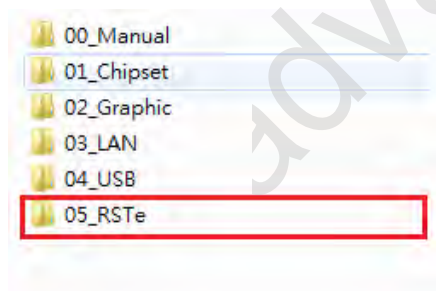 00_Manual
01_Chipset
02_Graphic
03_LAN
04_USB
05_RSTe